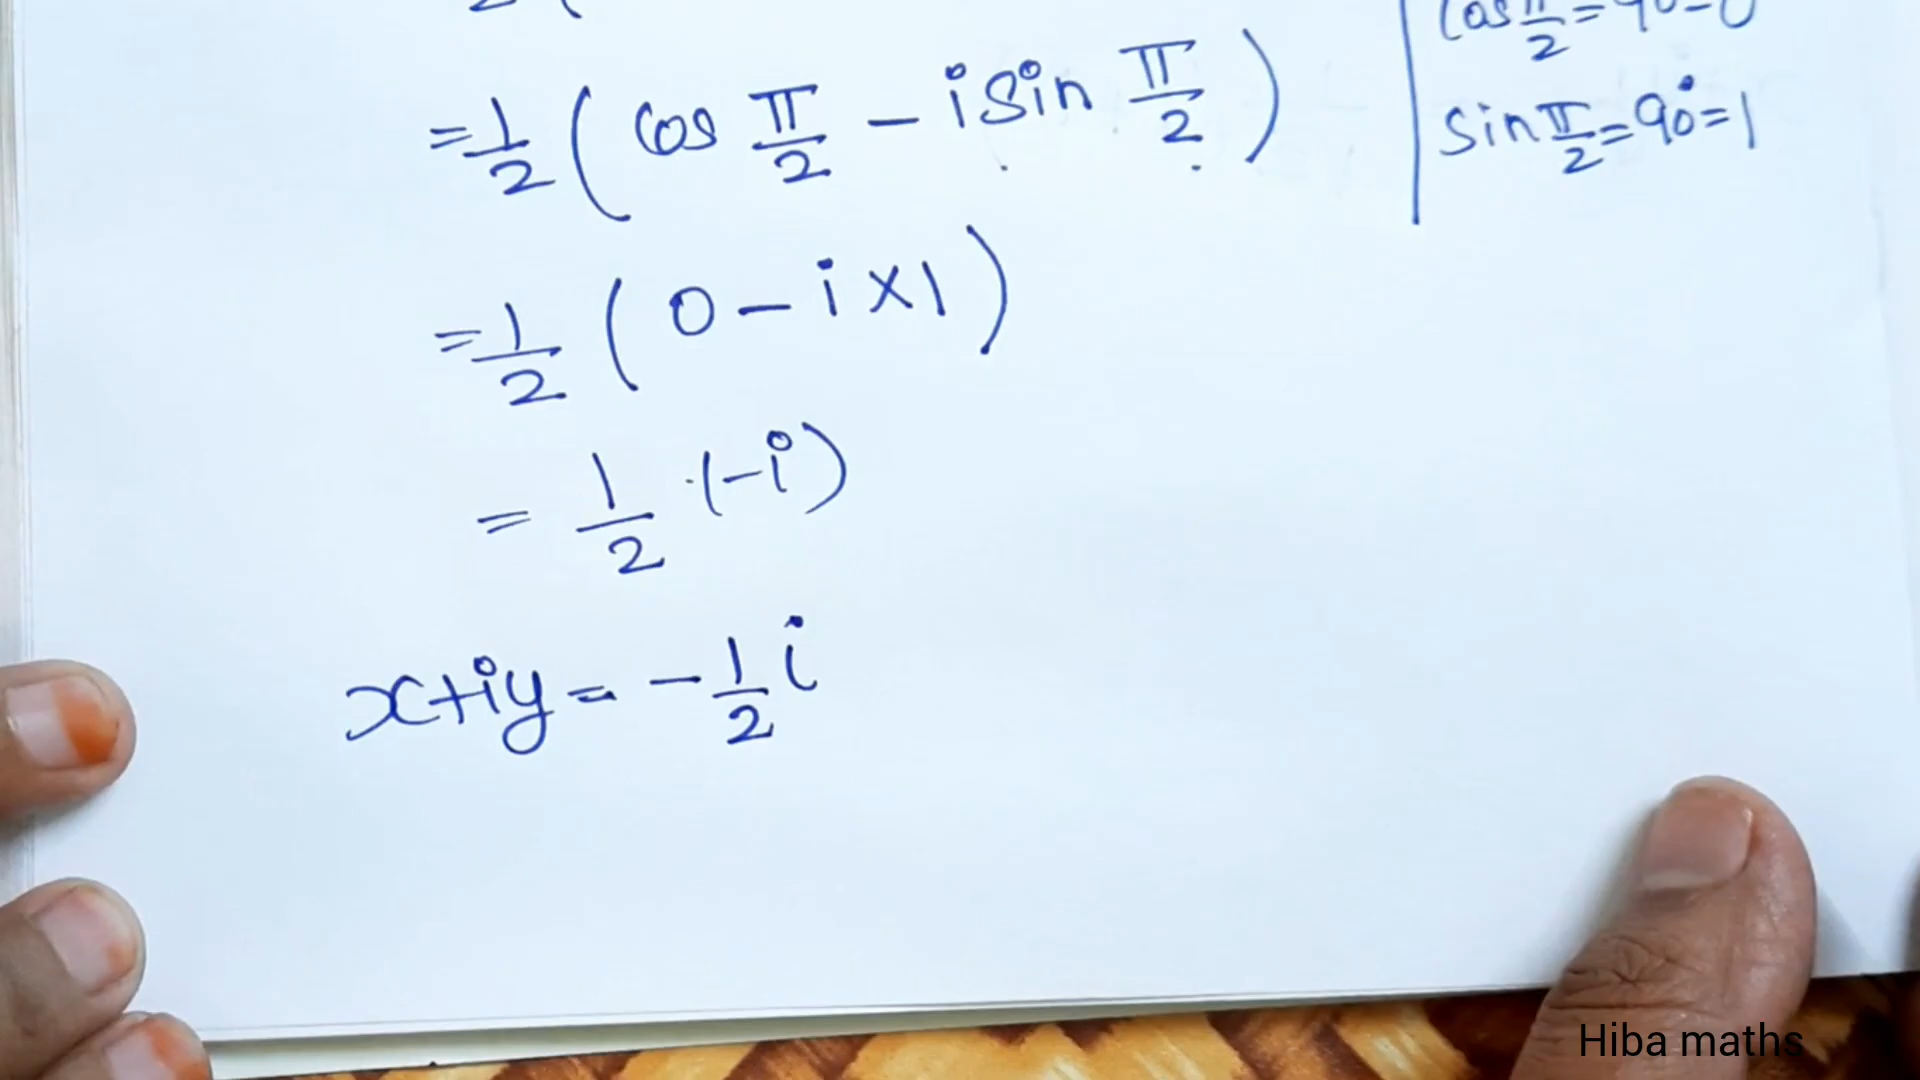 = 1/2 ( Cos π/2 - i Sin π/2 )
Cos π/2 = 90 = 0
Sin π/2 = 90 = 1
= 1/2 ( 0 - i × 1 )
= 1/2 · (-i)
x+iy = - 1/2 i
Hiba maths